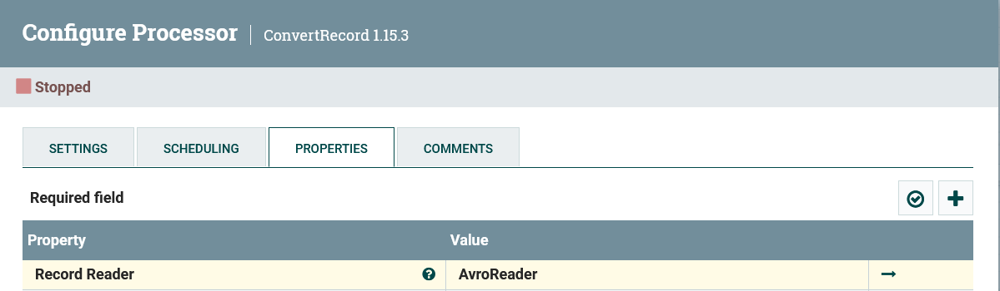 Configure Processor | ConvertRecord 1.15.3
Stopped
SETTINGS SCHEDULING PROPERTIES COMMENTS
Required field
Property Value
Record Reader AvroReader